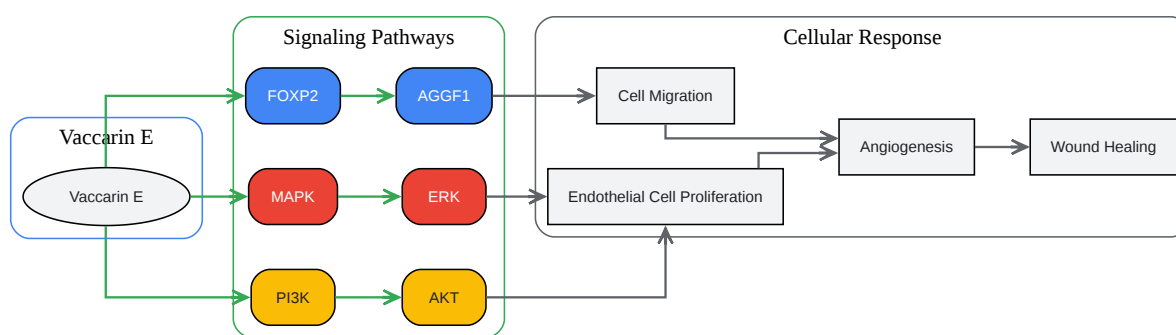 Signaling Pathways
Cellular Response
FOXP2
AGGF1
Cell Migration
Vaccarin E
Angiogenesis
Wound Healing
Vaccarin E
MAPK
ERK
Endothelial Cell Proliferation
PI3K
AKT